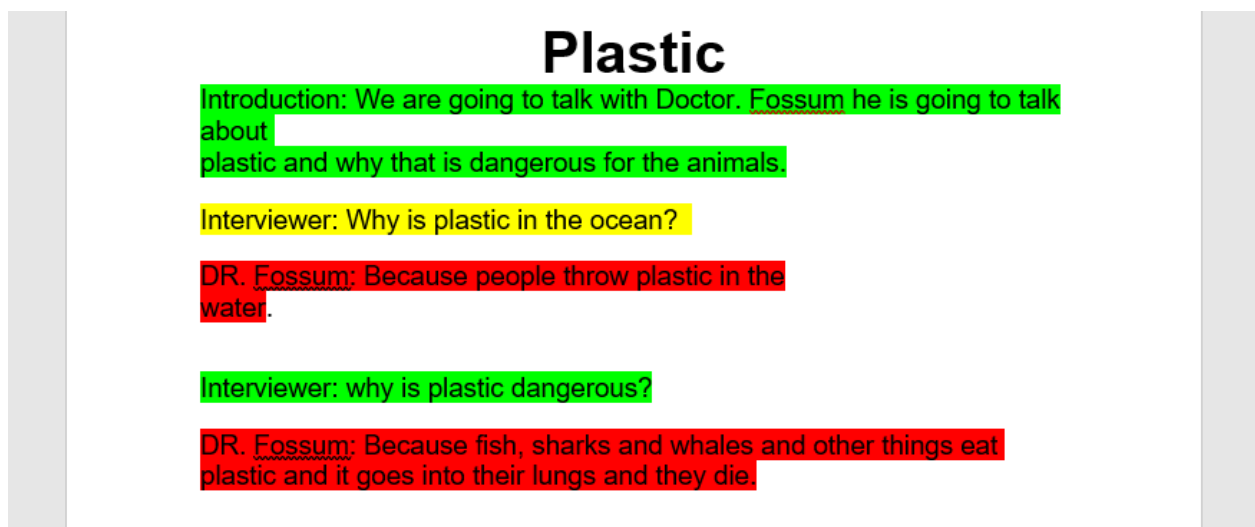 Plastic
Introduction: We are going to talk with Doctor. Fossum he is going to talk
about
plastic and why that is dangerous for the animals.
Interviewer: Why is plastic in the ocean?
DR. Fossum: Because people throw plastic in the
water.
Interviewer: why is plastic dangerous?
DR. Fossum: Because fish, sharks and whales and other things eat
plastic and it goes into their lungs and they die.